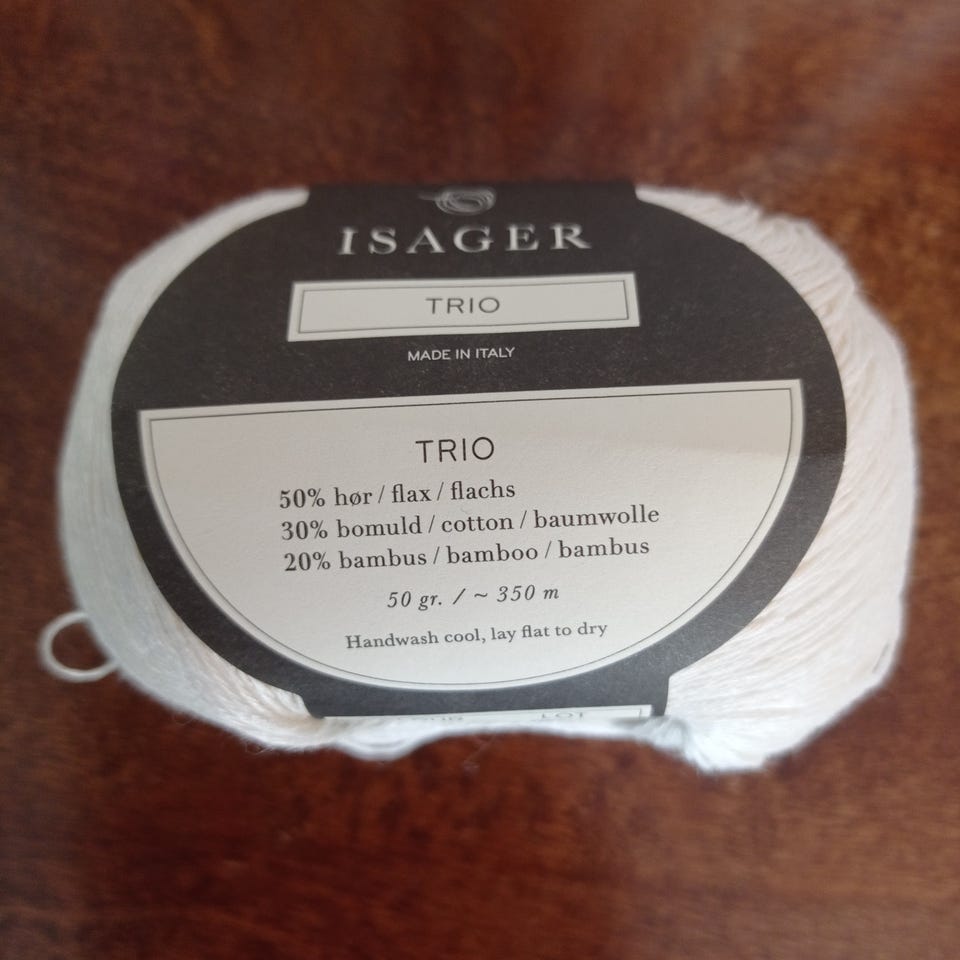 ISAGER
TRIO
MADE IN ITALY
TRIO
50% hør / flax / flachs
30% bomuld / cotton / baumwolle
20% bambus / bamboo / bambus
50 gr. / ~ 350 m
Handwash cool, lay flat to dry
LOT